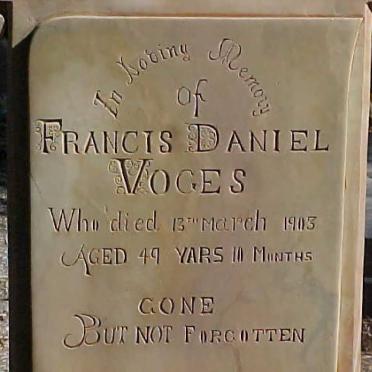 In Loving Memory
of
FRANCIS DANIEL
VOGES
Who died 13TH March 1903
AGED 49 YARS 10 MONTHS
GONE
BUT NOT FORGOTTEN